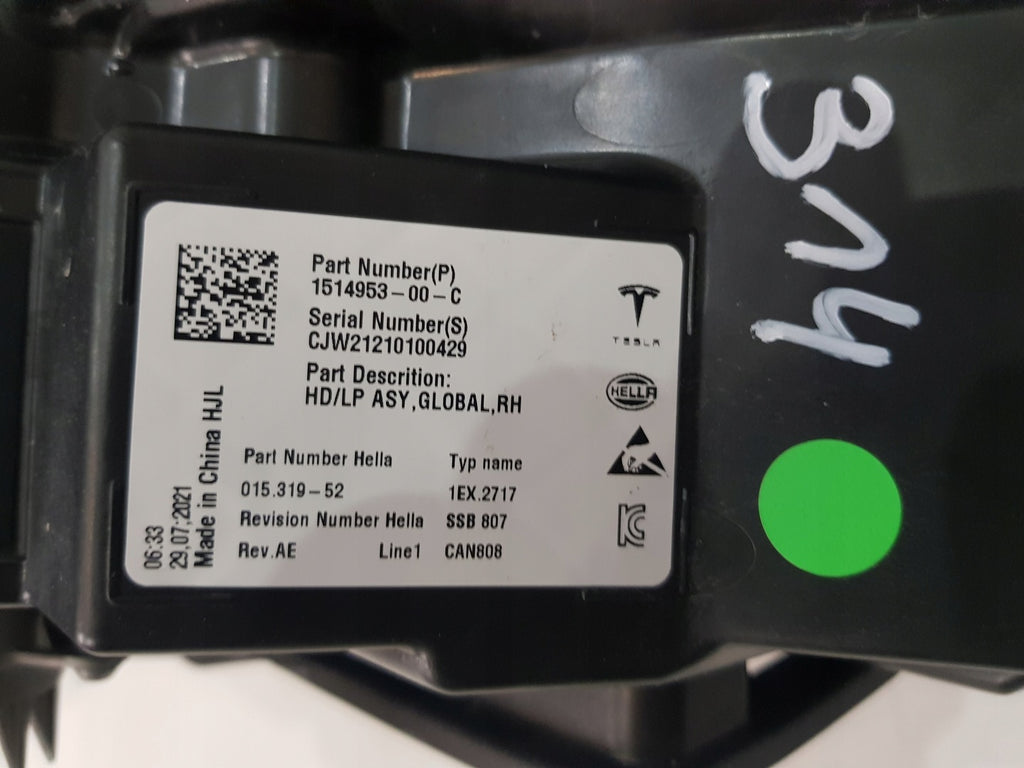 Part Number(P)
1514953-00-C
Serial Number(S)
CJW21210100429
Part Descrition:
HD/LP ASY,GLOBAL,RH
TESLA
HELLA
Part Number Hella Typ name
015.319-52 1EX.2717
Revision Number Hella SSB 807
Rev.AE Line1 CAN808
06:33
29,07;2021
Made in China HJL